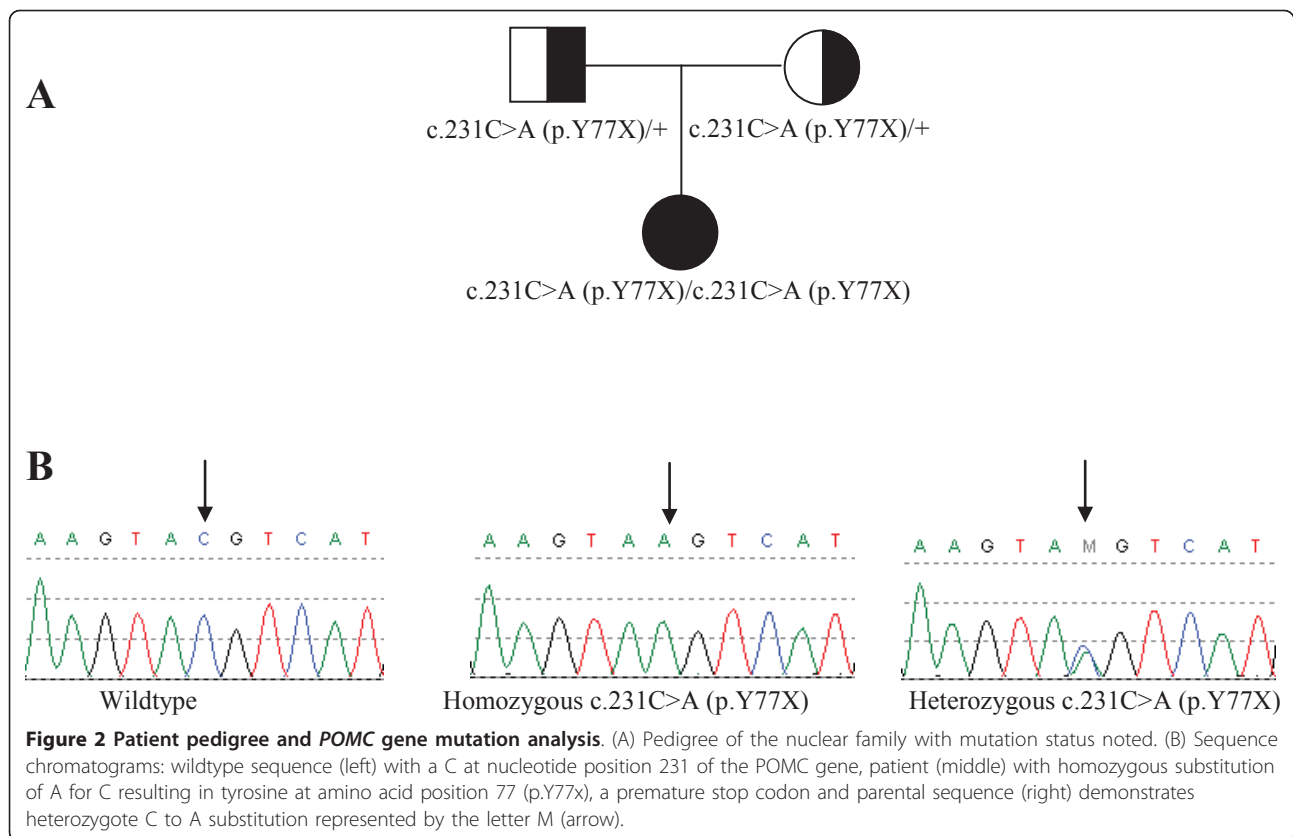 A
c.231C>A (p.Y77X)/+ c.231C>A (p.Y77X)/+
c.231C>A (p.Y77X)/c.231C>A (p.Y77X)
B
A A G T A C G T C A T
A A G T A A G T C A T
A A G T A M G T C A T
Wildtype
Homozygous c.231C>A (p.Y77X)
Heterozygous c.231C>A (p.Y77X)
Figure 2 Patient pedigree and POMC gene mutation analysis. (A) Pedigree of the nuclear family with mutation status noted. (B) Sequence
chromatograms: wildtype sequence (left) with a C at nucleotide position 231 of the POMC gene, patient (middle) with homozygous substitution
of A for C resulting in tyrosine at amino acid position 77 (p.Y77x), a premature stop codon and parental sequence (right) demonstrates
heterozygote C to A substitution represented by the letter M (arrow).